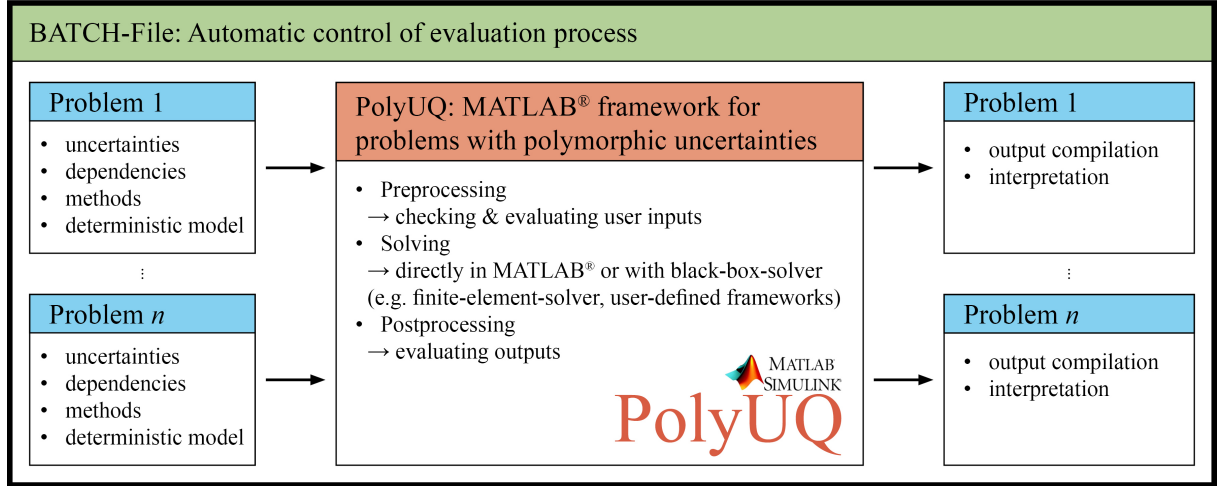 BATCH-File: Automatic control of evaluation process
Problem 1
• uncertainties
• dependencies
• methods
• deterministic model
⋮
Problem n
• uncertainties
• dependencies
• methods
• deterministic model
PolyUQ: MATLAB® framework for
problems with polymorphic uncertainties
• Preprocessing
→ checking & evaluating user inputs
• Solving
→ directly in MATLAB® or with black-box-solver
(e.g. finite-element-solver, user-defined frameworks)
• Postprocessing
→ evaluating outputs
MATLAB
SIMULINK
PolyUQ
Problem 1
• output compilation
• interpretation
⋮
Problem n
• output compilation
• interpretation